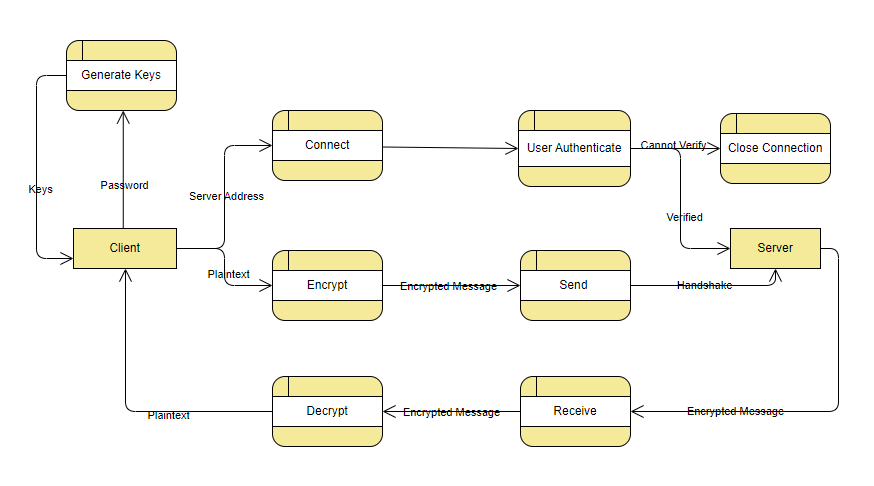 Generate Keys
Keys
Password
Connect
User Authenticate
Cannot Verify
Close Connection
Server Address
Verified
Client
Server
Plaintext
Encrypt
Encrypted Message
Send
Handshake
Plaintext
Decrypt
Encrypted Message
Receive
Encrypted Message